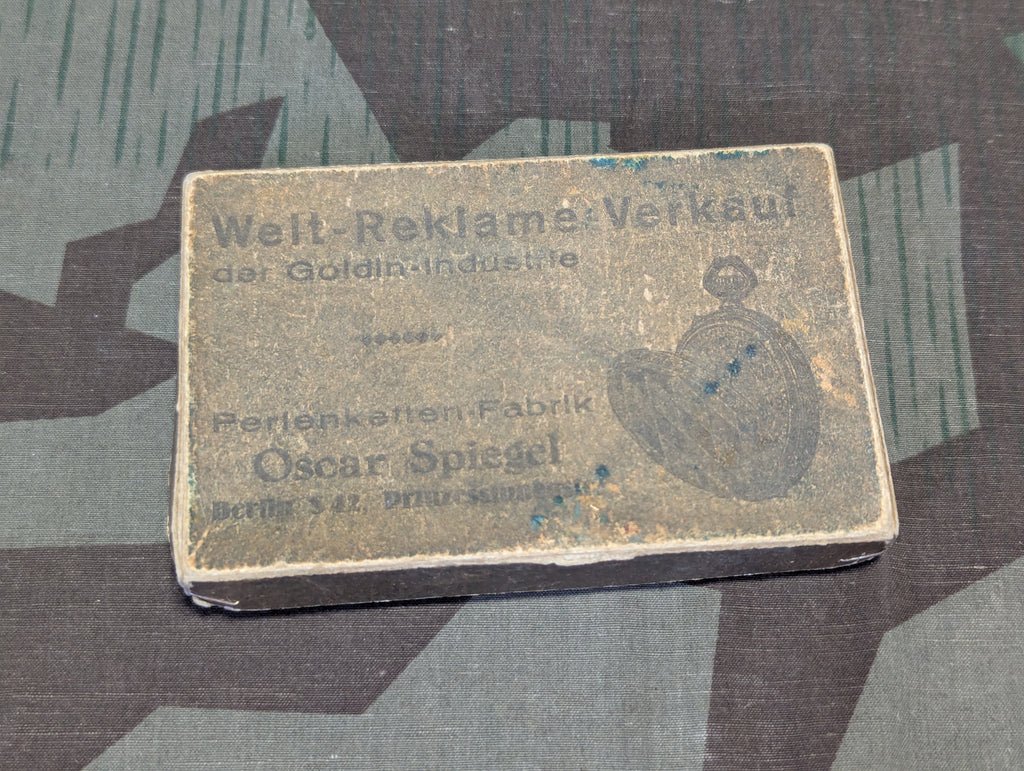 Welt-Reklame-Verkauf
der Goldin-Industrie
Perlenketten-Fabrik
Oscar Spiegel
Berlin S 42,